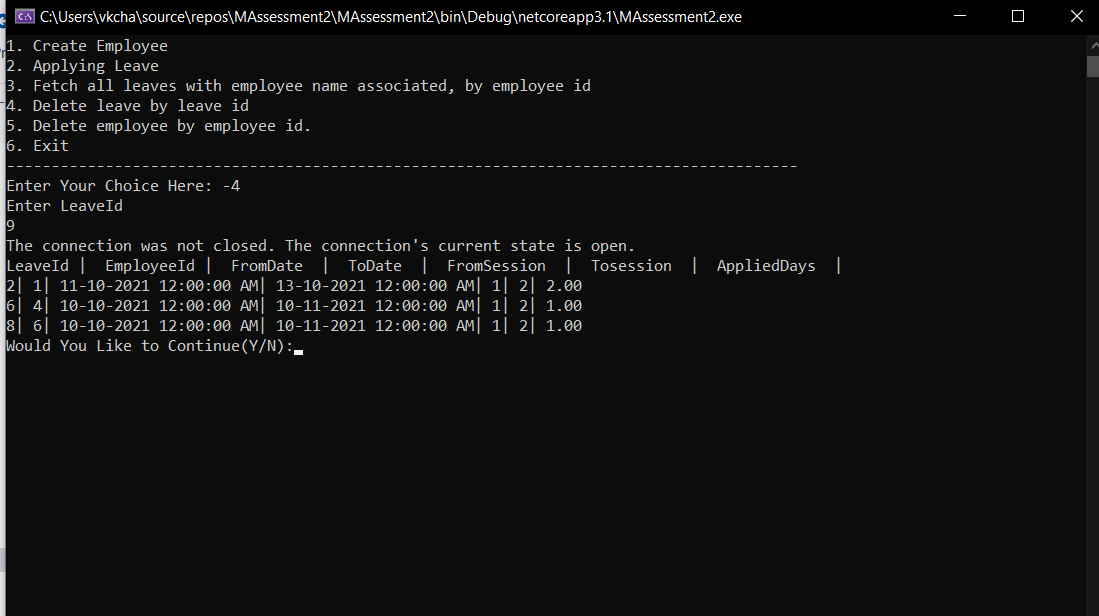 C:\Users\vkcha\source\repos\MAssessment2\MAssessment2\bin\Debug\netcoreapp3.1\MAssessment2.exe
1. Create Employee
2. Applying Leave
3. Fetch all leaves with employee name associated, by employee id
4. Delete leave by leave id
5. Delete employee by employee id.
6. Exit
----------------------------------------------------------------------------------------
Enter Your Choice Here: -4
Enter LeaveId
9
The connection was not closed. The connection's current state is open.
LeaveId |  EmployeeId |  FromDate  |  ToDate  |  FromSession  |  Tosession  |  AppliedDays  |
2| 1| 11-10-2021 12:00:00 AM| 13-10-2021 12:00:00 AM| 1| 2| 2.00
6| 4| 10-10-2021 12:00:00 AM| 10-11-2021 12:00:00 AM| 1| 2| 1.00
8| 6| 10-10-2021 12:00:00 AM| 10-11-2021 12:00:00 AM| 1| 2| 1.00
Would You Like to Continue(Y/N):